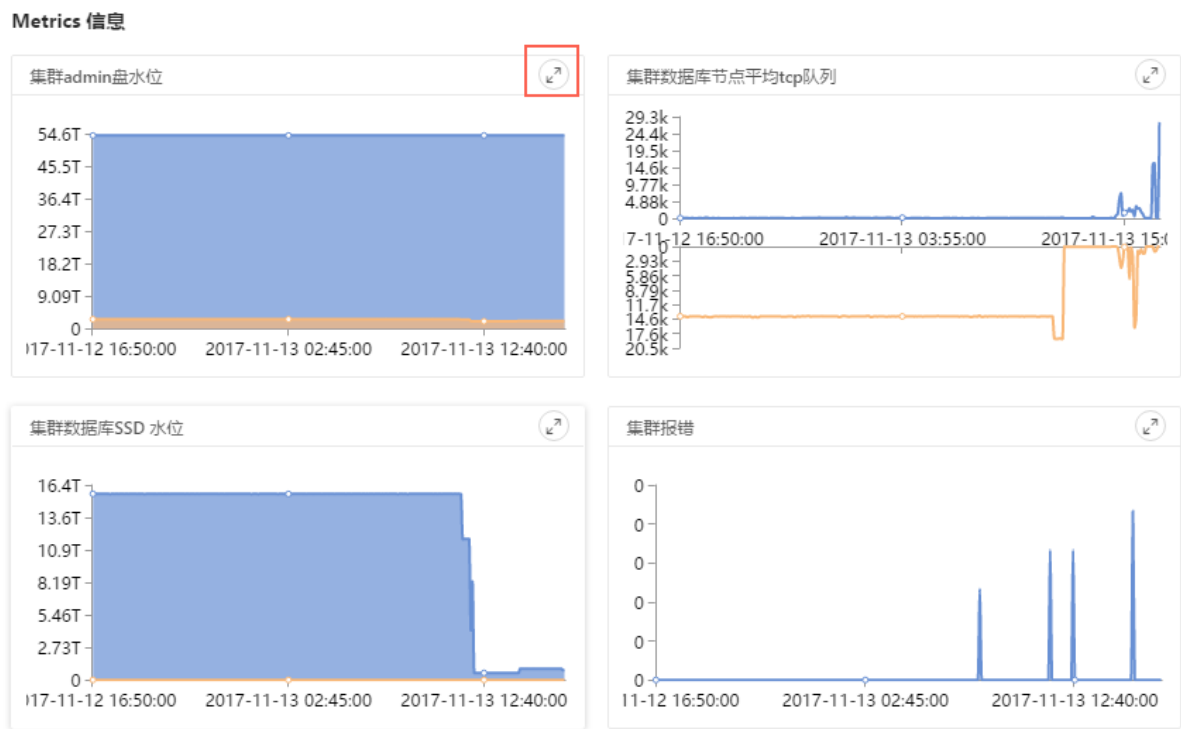 Metrics 信息
集群admin盘水位
54.6T
45.5T
36.4T
27.3T
18.2T
9.09T
0
17-11-12 16:50:00 2017-11-13 02:45:00 2017-11-13 12:40:00
集群数据库节点平均tcp队列
29.3k
24.4k
19.5k
14.6k
9.77k
4.88k
0
7-11-12 16:50:00 2017-11-13 03:55:00 2017-11-13 15:0
0
2.93k
5.86k
8.79k
11.7k
14.6k
17.6k
20.5k
集群数据库SSD 水位
16.4T
13.6T
10.9T
8.19T
5.46T
2.73T
0
17-11-12 16:50:00 2017-11-13 02:45:00 2017-11-13 12:40:00
集群报错
0
0
0
0
0
0
11-12 16:50:00 2017-11-13 02:45:00 2017-11-13 12:40:00